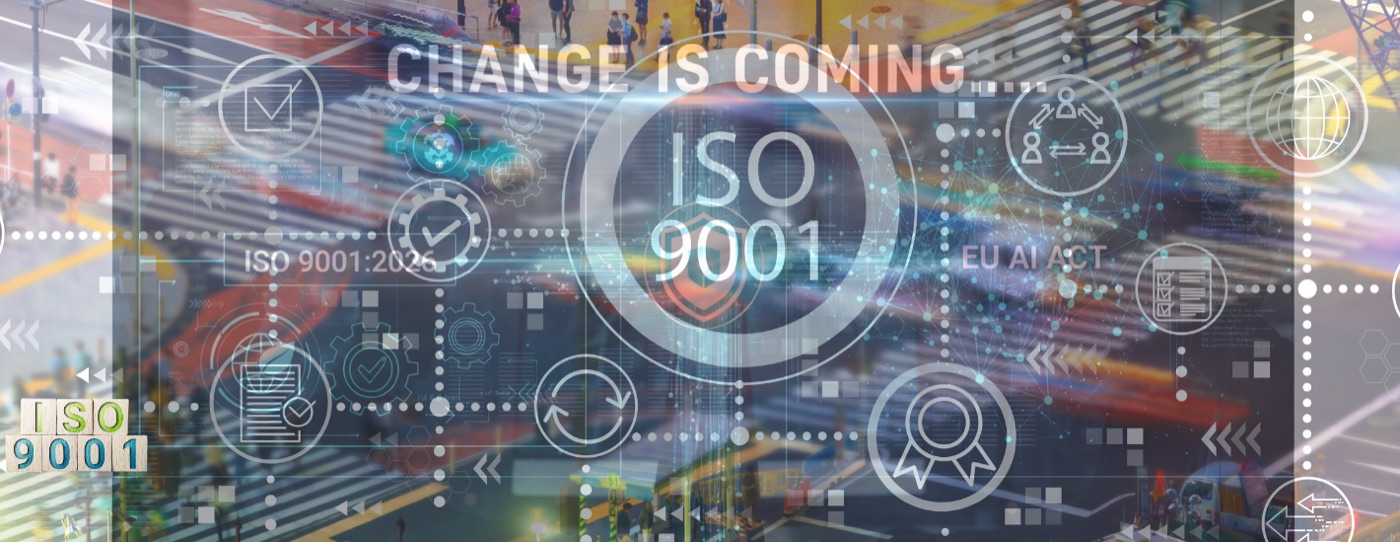 CHANGE IS COMING
ISO
9001
ISO 9001:2026
EU AI ACT
ISO
9001